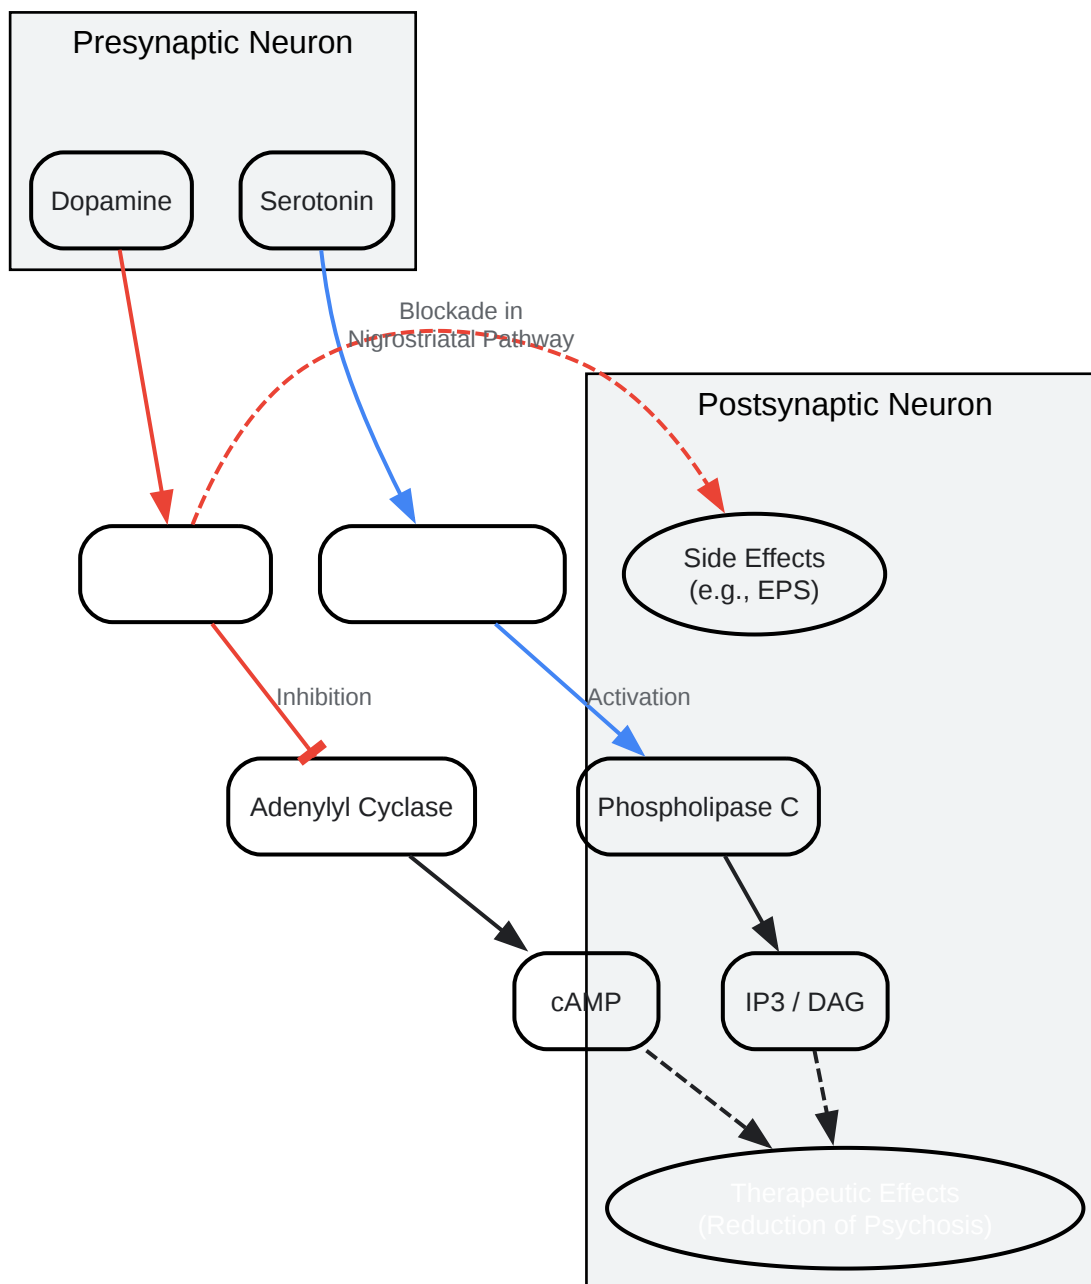 Presynaptic Neuron
Dopamine
Serotonin
Blockade in
Nigrostriatal Pathway
Postsynaptic Neuron
Side Effects
(e.g., EPS)
Inhibition
Activation
Adenylyl Cyclase
Phospholipase C
cAMP
IP3 / DAG
Therapeutic Effects
(Reduction of Psychosis)